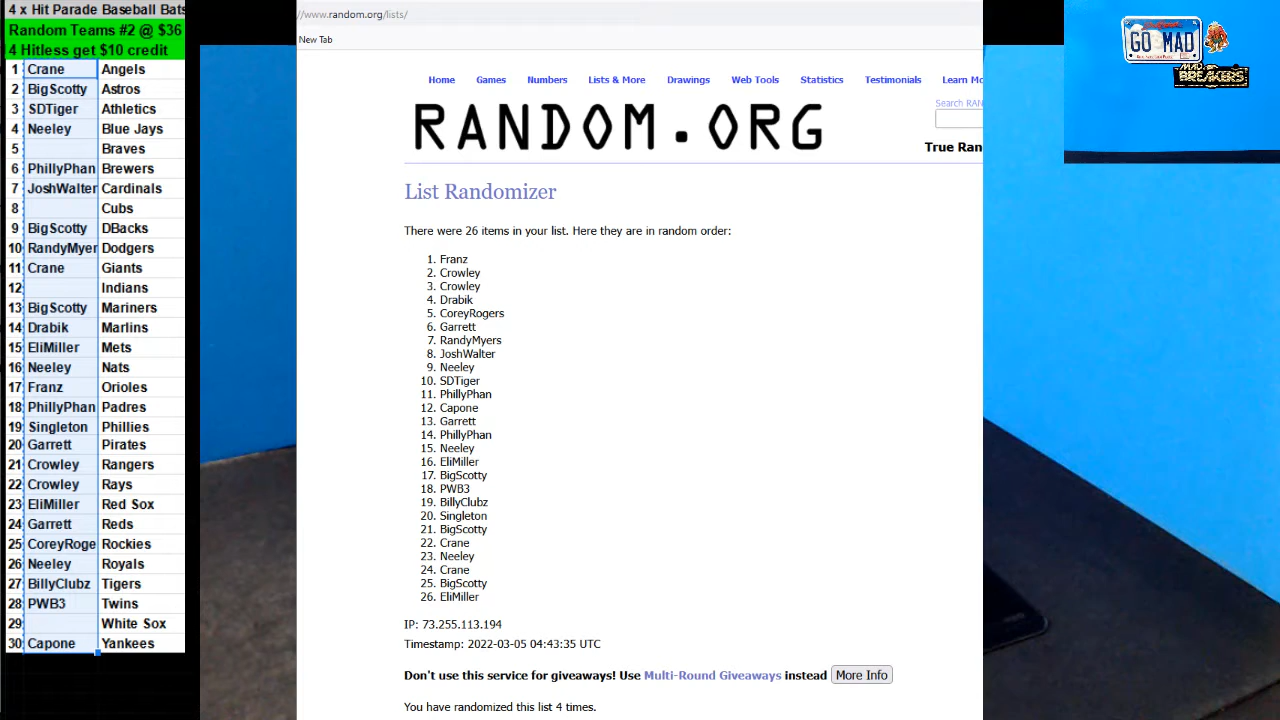 4 x Hit Parade Baseball Bats
Random Teams #2 @ $36
4 Hitless get $10 credit
1 Crane Angels
2 BigScotty Astros
3 SDTiger Athletics
4 Neeley Blue Jays
5 Braves
6 PhillyPhan Brewers
7 JoshWalter Cardinals
8 Cubs
9 BigScotty DBacks
10 RandyMyer Dodgers
11 Crane Giants
12 Indians
13 BigScotty Mariners
14 Drabik Marlins
15 EliMiller Mets
16 Neeley Nats
17 Franz Orioles
18 PhillyPhan Padres
19 Singleton Phillies
20 Garrett Pirates
21 Crowley Rangers
22 Crowley Rays
23 EliMiller Red Sox
24 Garrett Reds
25 CoreyRoge Rockies
26 Neeley Royals
27 BillyClubz Tigers
28 PWB3 Twins
29 White Sox
30 Capone Yankees
//www.random.org/lists/
New Tab
Home Games Numbers Lists & More Drawings Web Tools Statistics Testimonials Learn Mo
Search RAN
RANDOM.ORG
True Ran
List Randomizer
There were 26 items in your list. Here they are in random order:
1. Franz
2. Crowley
3. Crowley
4. Drabik
5. CoreyRogers
6. Garrett
7. RandyMyers
8. JoshWalter
9. Neeley
10. SDTiger
11. PhillyPhan
12. Capone
13. Garrett
14. PhillyPhan
15. Neeley
16. EliMiller
17. BigScotty
18. PWB3
19. BillyClubz
20. Singleton
21. BigScotty
22. Crane
23. Neeley
24. Crane
25. BigScotty
26. EliMiller
IP: 73.255.113.194
Timestamp: 2022-03-05 04:43:35 UTC
Don't use this service for giveaways! Use Multi-Round Giveaways instead More Info
You have randomized this list 4 times.
GO MAD
MAD BREAKERS